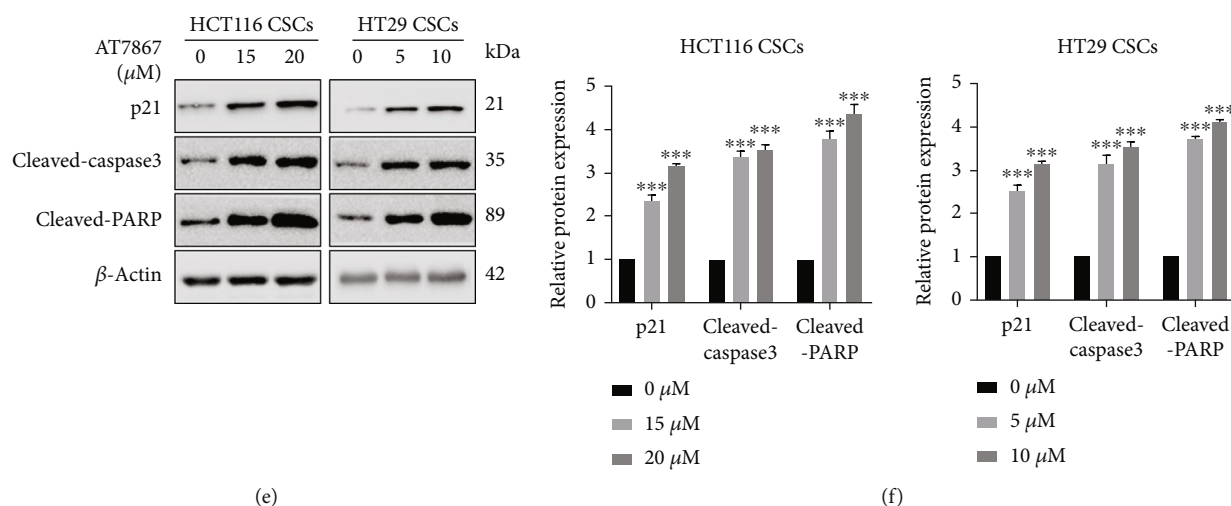 HCT116 CSCs HT29 CSCs
AT7867 (μM) 0 15 20 0 5 10 kDa
p21 21
Cleaved-caspase3 35
Cleaved-PARP 89
β-Actin 42
(e)
HCT116 CSCs
Relative protein expression
5
4
3
2
1
0
*** *** *** *** *** ***
p21 Cleaved-caspase3 Cleaved-PARP
0 μM
15 μM
20 μM
HT29 CSCs
Relative protein expression
5
4
3
2
1
0
*** *** *** *** *** ***
p21 Cleaved-caspase3 Cleaved-PARP
0 μM
5 μM
10 μM
(f)